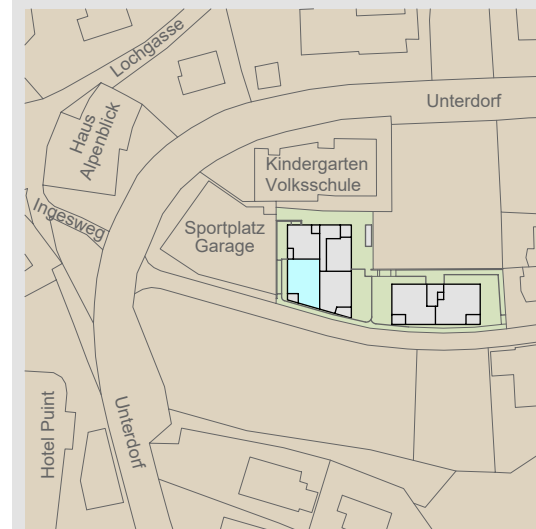 Lochgasse
Unterdorf
Haus
Alpenblick
Kindergarten
Volksschule
Ingesweg
Sportplatz
Garage
Hotel Puint
Unterdorf